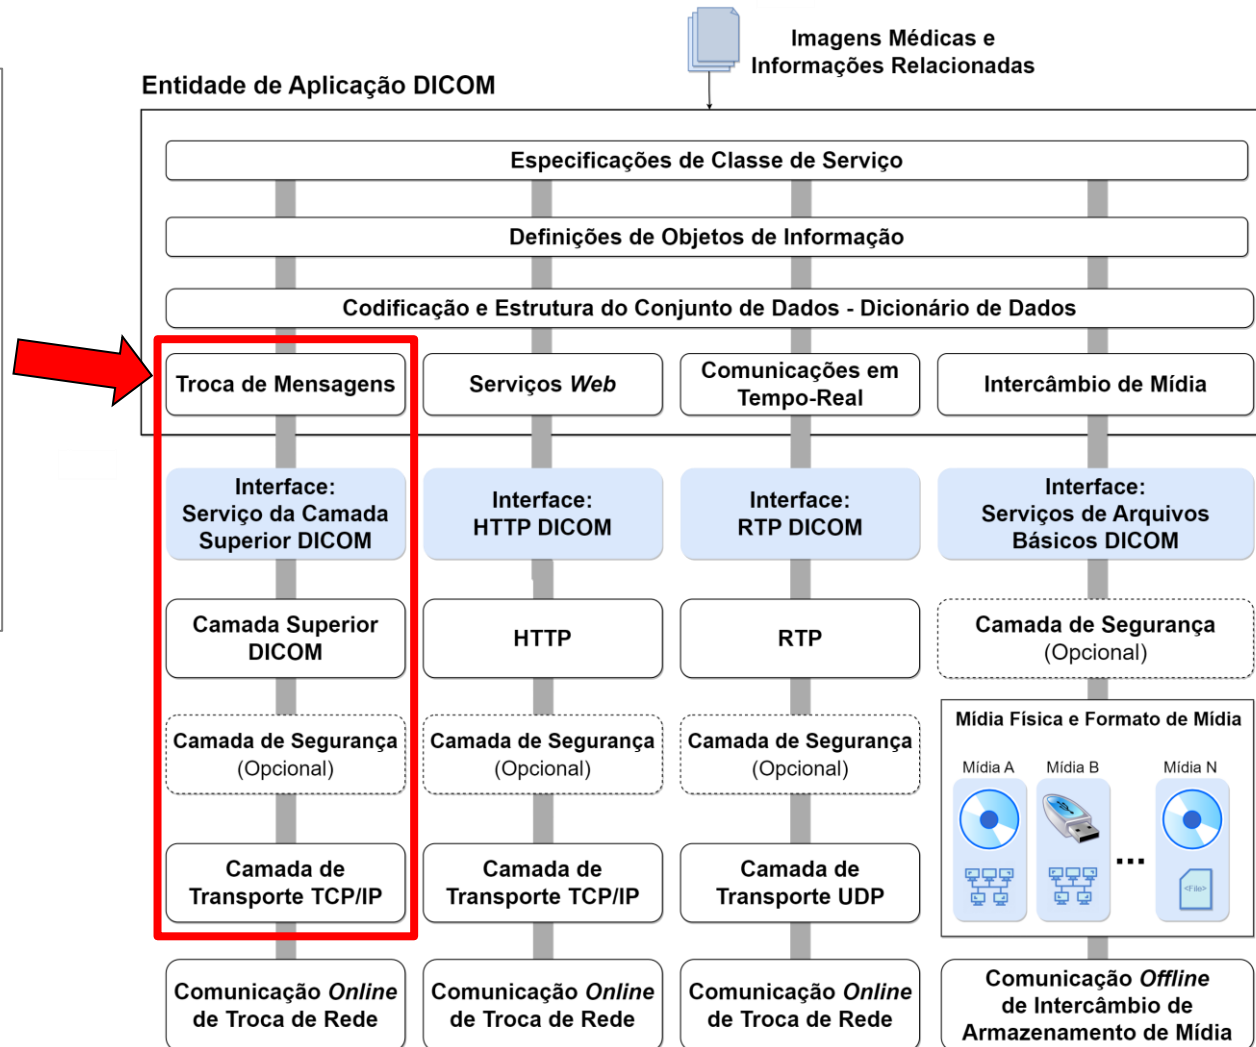 Imagens Médicas e
Informações Relacionadas
Entidade de Aplicação DICOM
Especificações de Classe de Serviço
Definições de Objetos de Informação
Codificação e Estrutura do Conjunto de Dados - Dicionário de Dados
Troca de Mensagens
Serviços Web
Comunicações em
Tempo-Real
Intercâmbio de Mídia
Interface:
Serviço da Camada
Superior DICOM
Interface:
HTTP DICOM
Interface:
RTP DICOM
Interface:
Serviços de Arquivos
Básicos DICOM
Camada Superior
DICOM
HTTP
RTP
Camada de Segurança
(Opcional)
Camada de Segurança
(Opcional)
Camada de Segurança
(Opcional)
Camada de Segurança
(Opcional)
Mídia Física e Formato de Mídia
Mídia A
Mídia B
Mídia N
...
<File>
Camada de
Transporte TCP/IP
Camada de
Transporte TCP/IP
Camada de
Transporte UDP
Comunicação Online
de Troca de Rede
Comunicação Online
de Troca de Rede
Comunicação Online
de Troca de Rede
Comunicação Offline
de Intercâmbio de
Armazenamento de Mídia